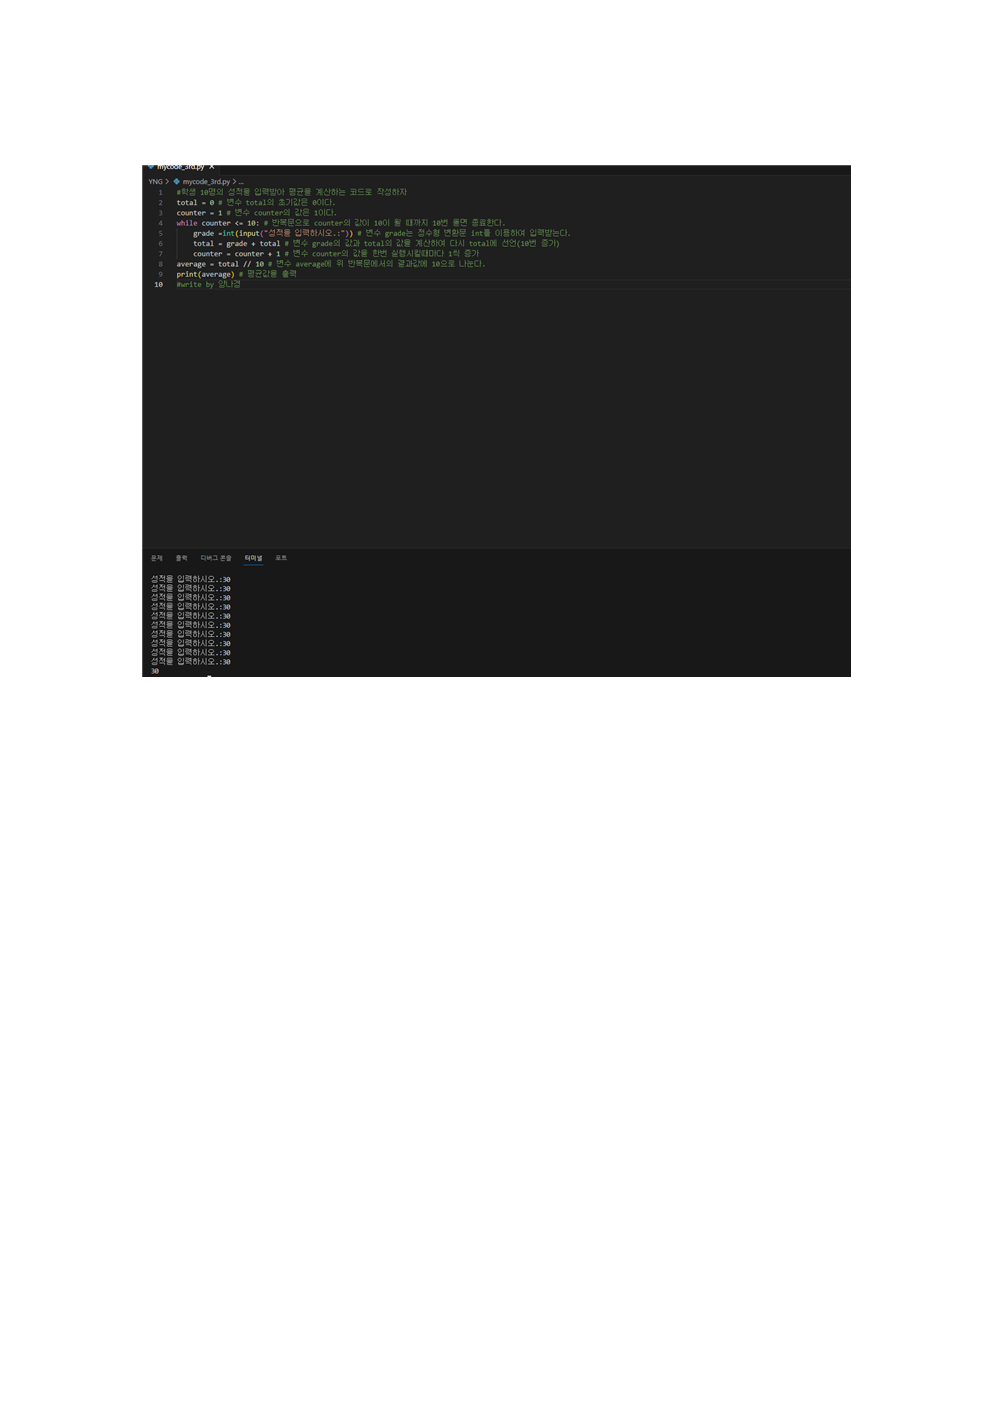 mycode_3rd.py X
YNG > mycode_3rd.py > ...
1 #학생 10명의 성적을 입력받아 평균을 계산하는 코드로 작성하자
2 total = 0 # 변수 total의 초기값은 0이다.
3 counter = 1 # 변수 counter의 값은 1이다.
4 while counter <= 10: # 반복문으로 counter의 값이 10이 될 때까지 10번 돌면 종료한다.
5 grade =int(input("성적을 입력하시오.:")) # 변수 grade는 정수형 변환문 int를 이용하여 입력받는다.
6 total = grade + total # 변수 grade의 값과 total의 값을 계산하여 다시 total에 선언(10번 증가)
7 counter = counter + 1 # 변수 counter의 값을 한번 실행시킬때마다 1씩 증가
8 average = total // 10 # 변수 average에 위 반복문에서의 결과값에 10으로 나눈다.
9 print(average) # 평균값을 출력
10 #write by 양나경
문제 출력 디버그 콘솔 터미널 포트
성적을 입력하시오.:30
성적을 입력하시오.:30
성적을 입력하시오.:30
성적을 입력하시오.:30
성적을 입력하시오.:30
성적을 입력하시오.:30
성적을 입력하시오.:30
성적을 입력하시오.:30
성적을 입력하시오.:30
성적을 입력하시오.:30
30